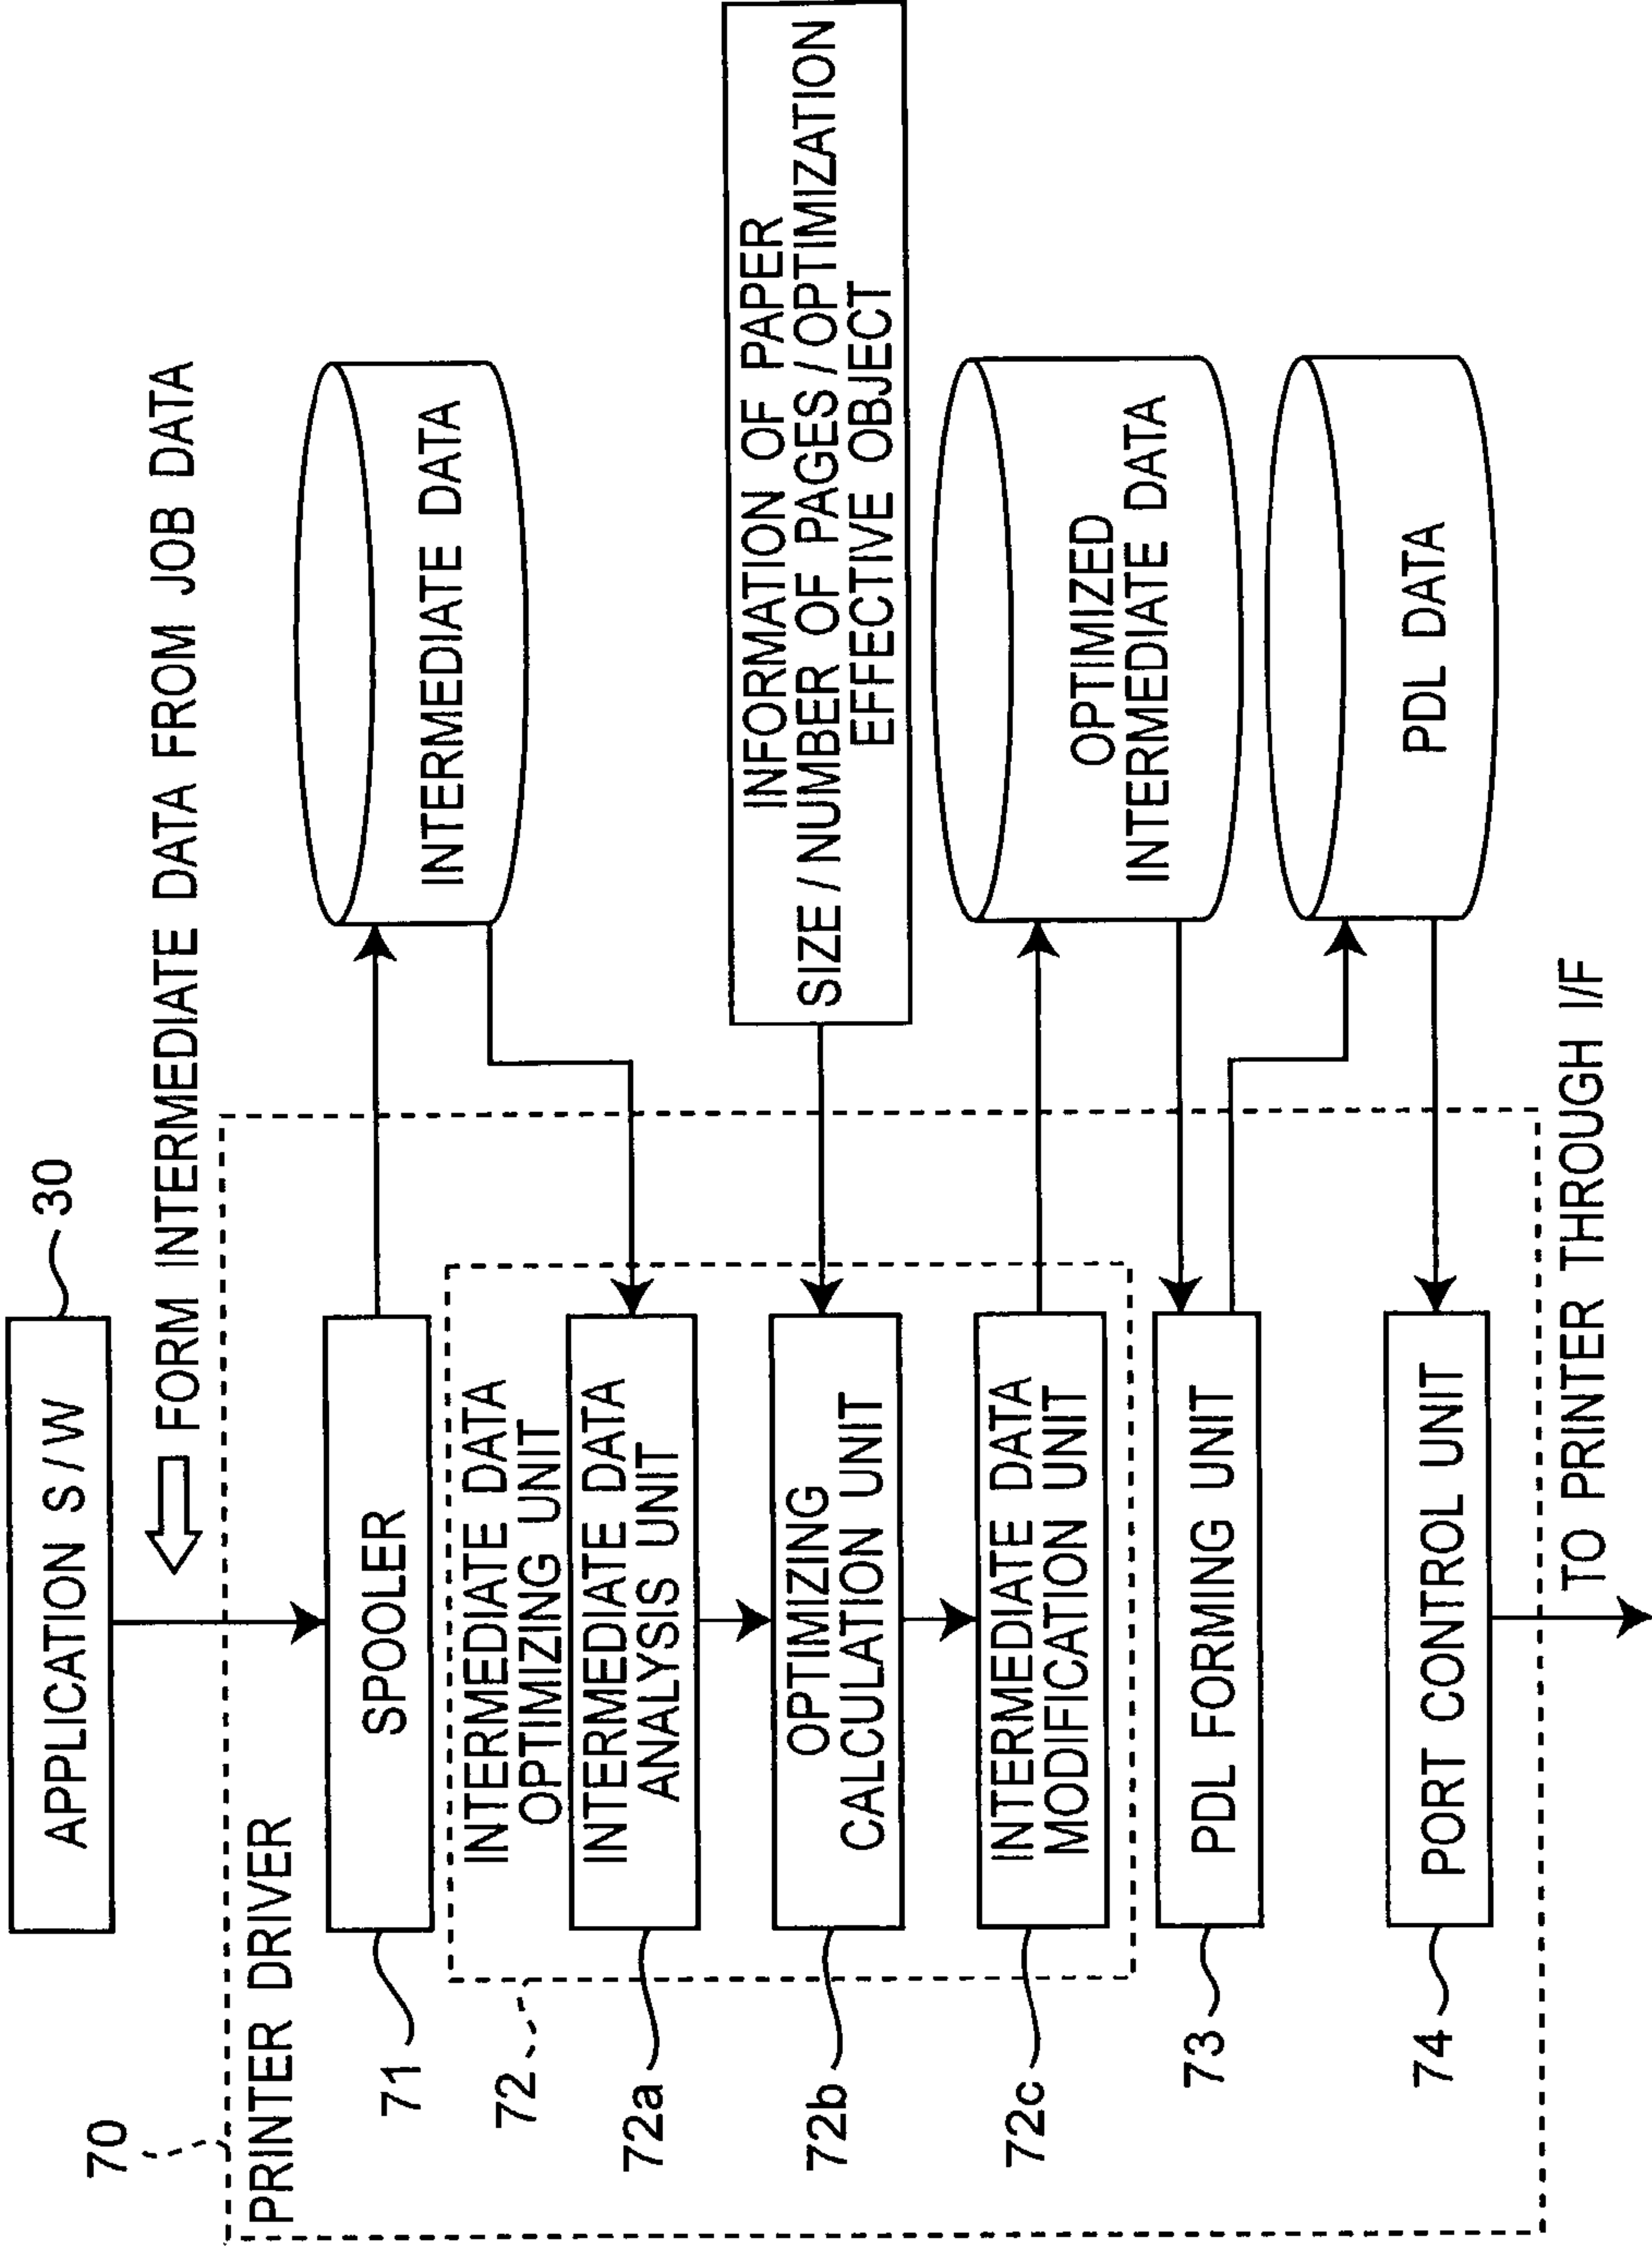 APPLICATION S/W
30
FORM INTERMEDIATE DATA FROM JOB DATA
70
PRINTER DRIVER
SPOOLER
71
INTERMEDIATE DATA
INTERMEDIATE DATA
OPTIMIZING UNIT
72
INTERMEDIATE DATA
ANALYSIS UNIT
72a
OPTIMIZING
CALCULATION UNIT
72b
INFORMATION OF PAPER
SIZE / NUMBER OF PAGES / OPTIMIZATION
EFFECTIVE OBJECT
INTERMEDIATE DATA
MODIFICATION UNIT
72c
OPTIMIZED
INTERMEDIATE DATA
PDL FORMING UNIT
73
PDL DATA
PORT CONTROL UNIT
74
TO PRINTER THROUGH I/F